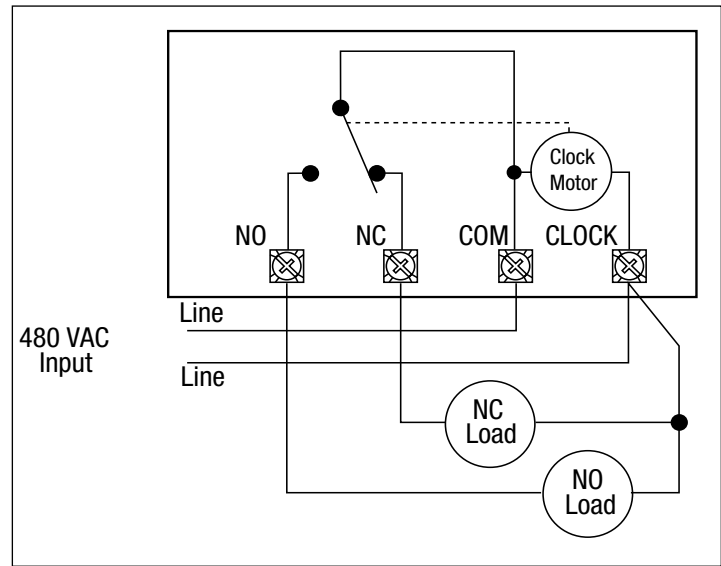 Clock
Motor
NO
NC
COM
CLOCK
Line
480 VAC
Input
Line
NC
Load
NO
Load